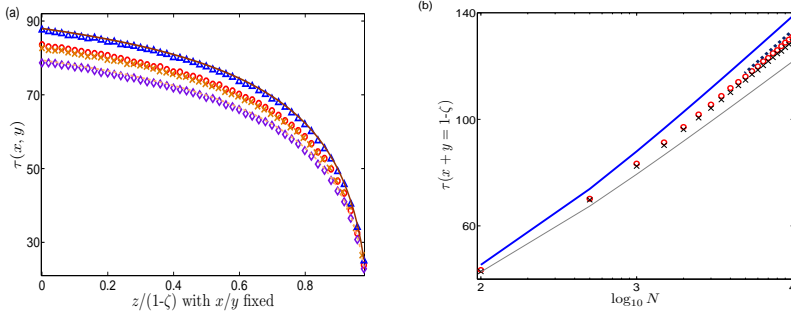 (a)
90
70
50
30
τ(x, y)
0
0.2
0.4
0.6
0.8
z/(1-ζ) with x/y fixed
(b)
140
100
60
τ(x + y = 1-ζ)
2
3
4
log₁₀ N